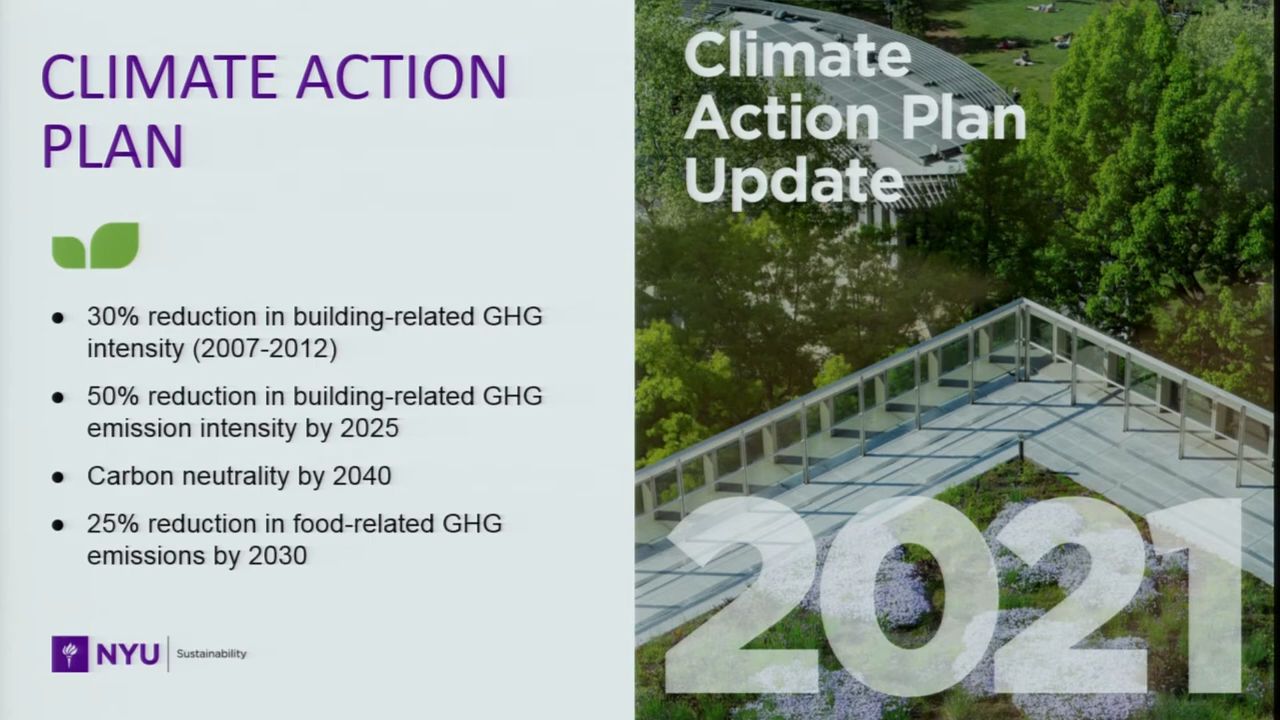 CLIMATE ACTION
PLAN
● 30% reduction in building-related GHG
intensity (2007-2012)
● 50% reduction in building-related GHG
emission intensity by 2025
● Carbon neutrality by 2040
● 25% reduction in food-related GHG
emissions by 2030
NYU Sustainability
Climate
Action Plan
Update
2021